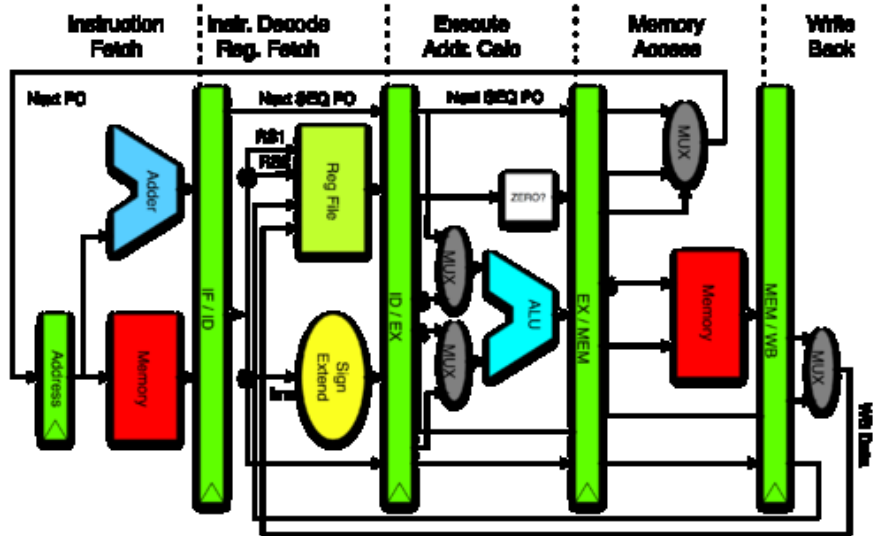 Instruction
Fetch
Instr. Decode
Reg. Fetch
Execute
Addr. Calc
Memory
Access
Write
Back
Next PC
Next SEQ PC
Next SEQ PC
RS1
RS2
Adder
Reg File
ZERO?
MUX
MUX
MUX
ALU
IF / ID
ID / EX
EX / MEM
MEM / WB
Memory
Address
Memory
Sign
Extend
Imm
MUX
WB Data